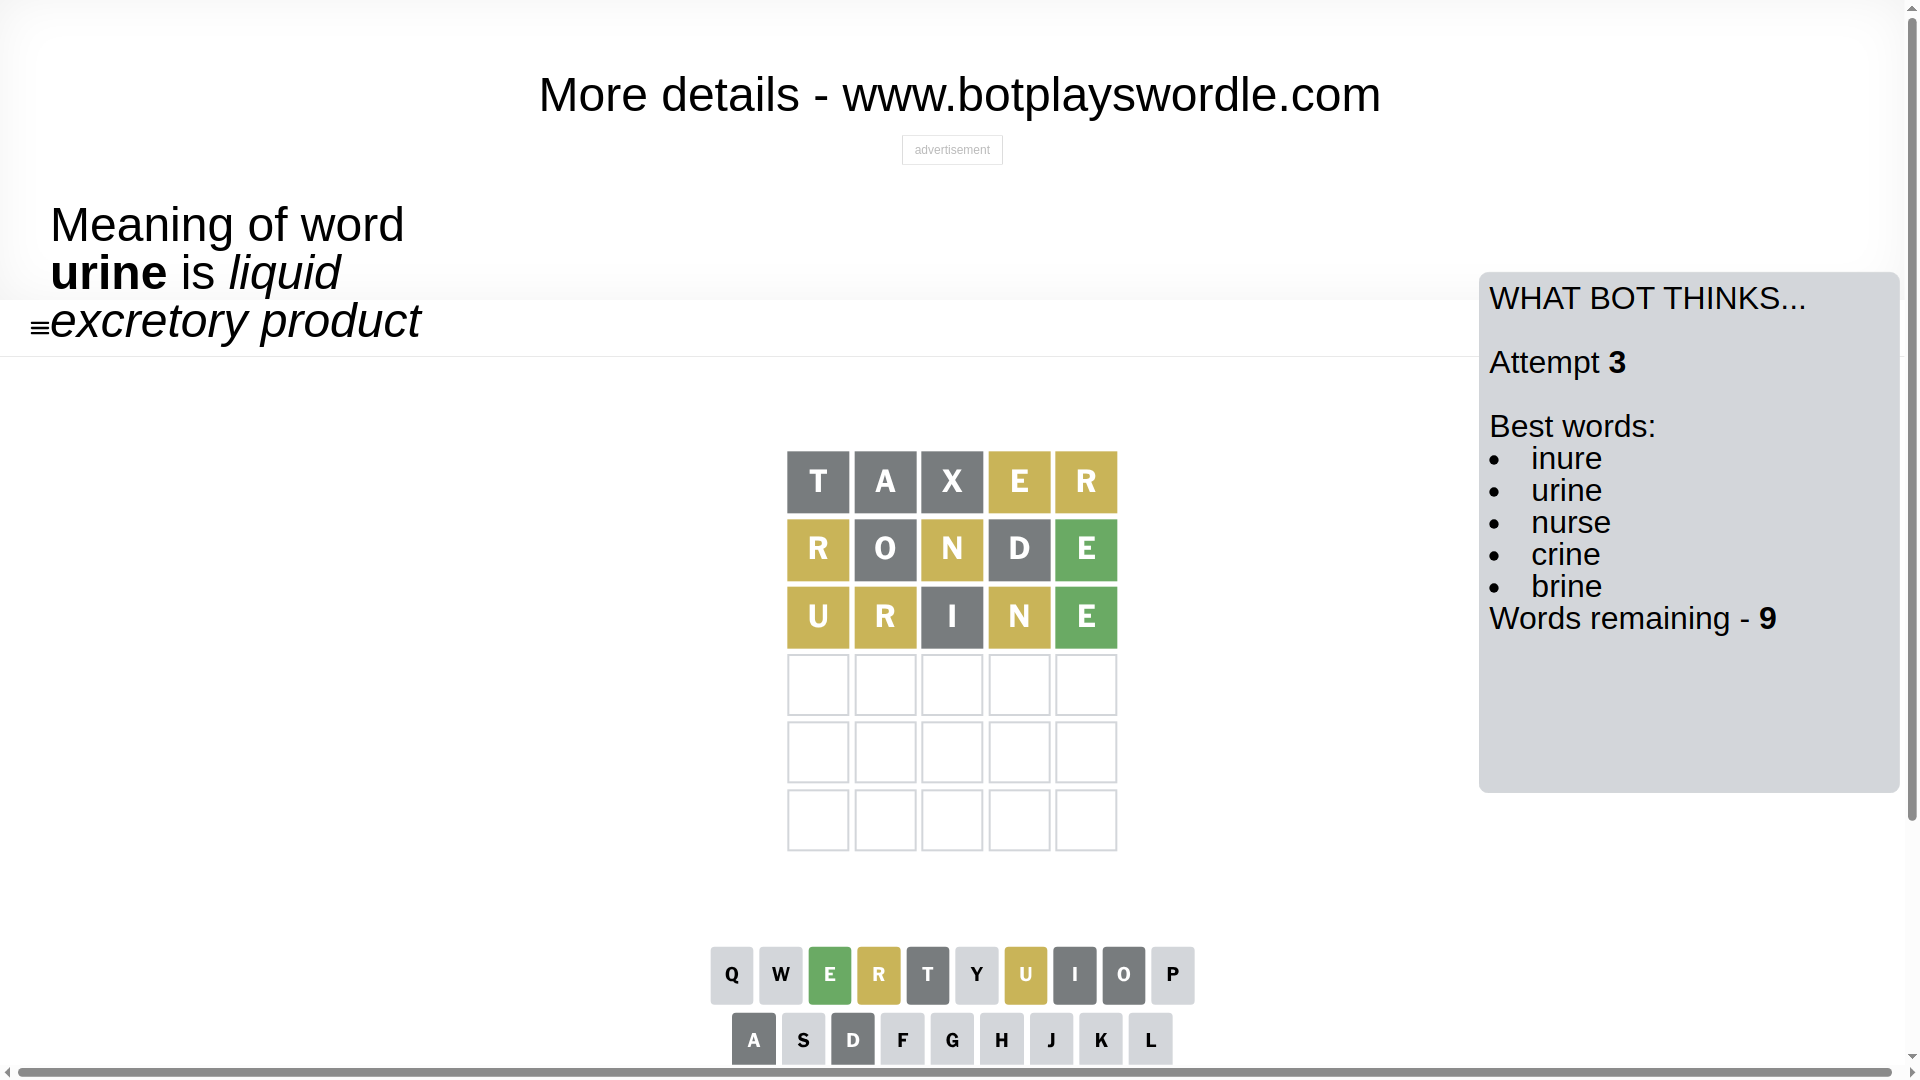 More details - www.botplayswordle.com
advertisement
Meaning of word
urine is liquid
excretory product
WHAT BOT THINKS...
Attempt 3
Best words:
inure
urine
nurse
crine
brine
Words remaining - 9
T A X E R
R O N D E
U R I N E
Q W E R T Y U I O P
A S D F G H J K L